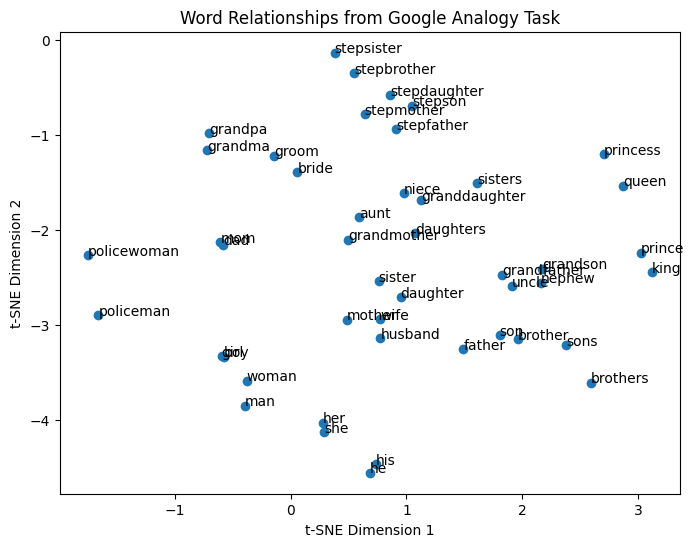 Word Relationships from Google Analogy Task
0
stepsister
stepbrother
stepdaughter
stepson
stepmother
stepfather
−1
grandpa
grandma
groom
princess
bride
sisters
queen
niece
granddaughter
aunt
−2
daughters
grandmother
mom
dad
prince
policewoman
grandson
king
grandfather
sister
nephew
uncle
daughter
policeman
mother
wife
−3
son
husband
brother
sons
father
girl
boy
woman
brothers
man
−4
her
she
his
he
−1
0
1
2
3
t-SNE Dimension 1
t-SNE Dimension 2